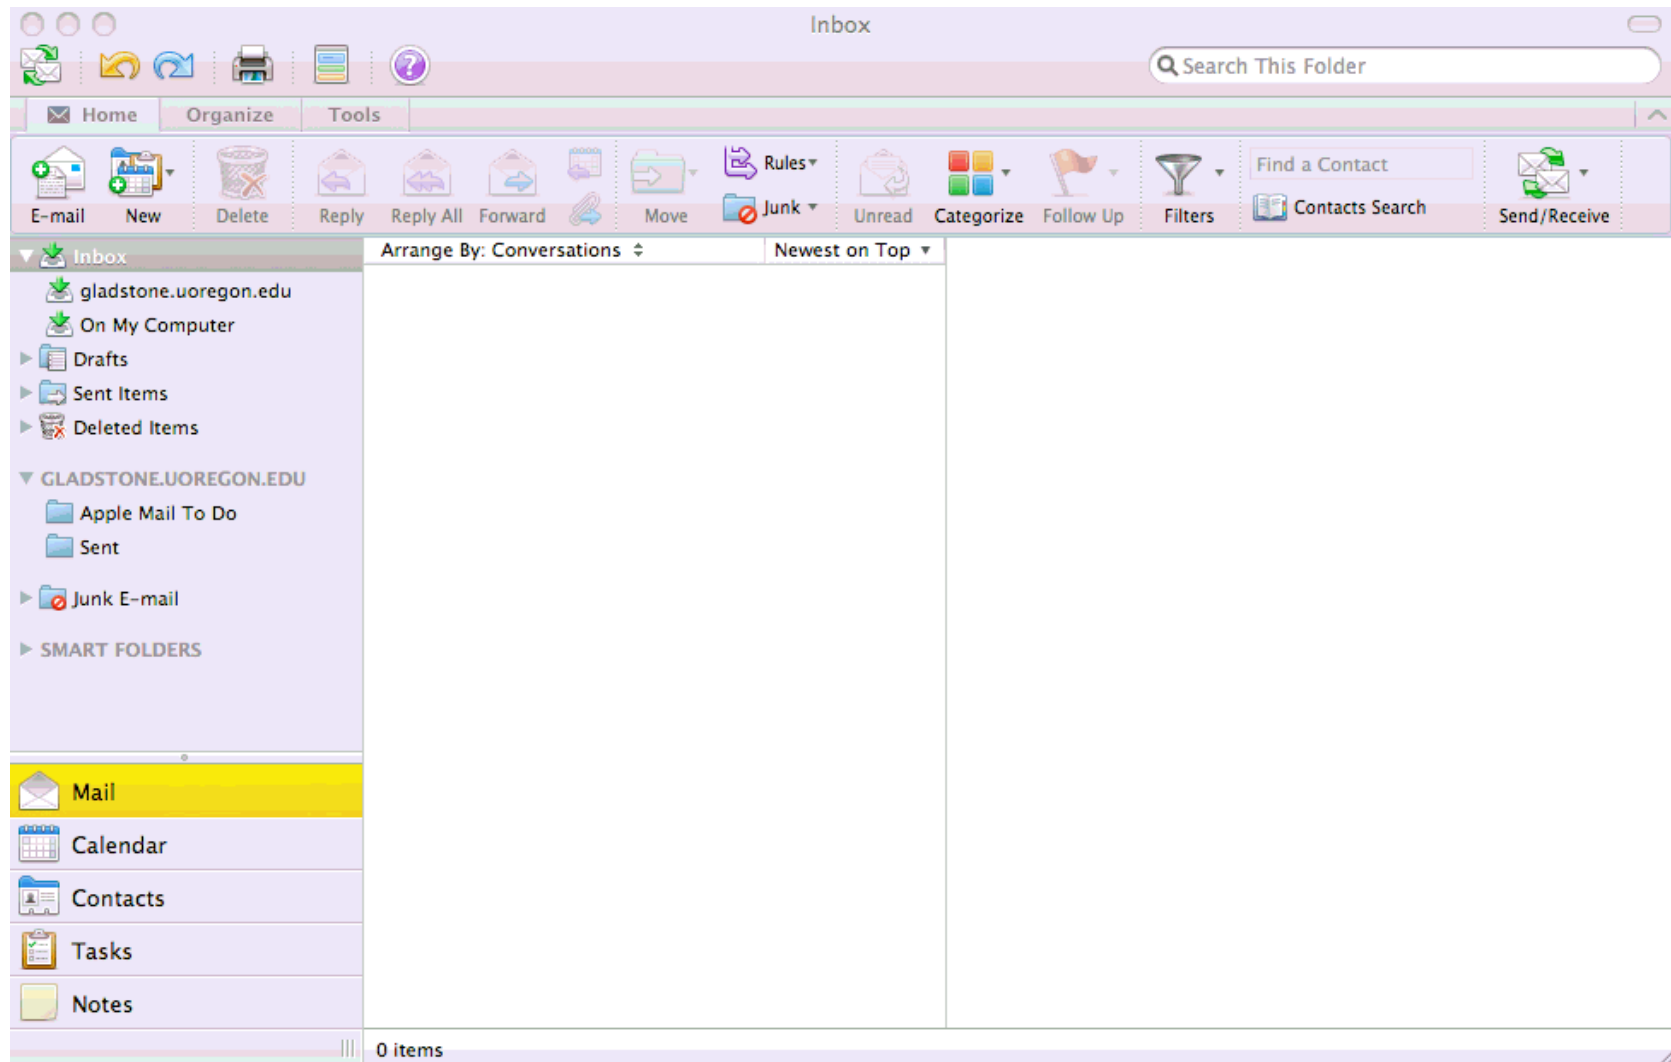 Inbox
Search This Folder
Home Organize Tools
E-mail New Delete Reply Reply All Forward Move Rules Junk Unread Categorize Follow Up Filters Find a Contact Contacts Search Send/Receive
Inbox
gladstone.uoregon.edu
On My Computer
Drafts
Sent Items
Deleted Items
GLADSTONE.UOREGON.EDU
Apple Mail To Do
Sent
Junk E-mail
SMART FOLDERS
Mail
Calendar
Contacts
Tasks
Notes
Arrange By: Conversations Newest on Top
0 items